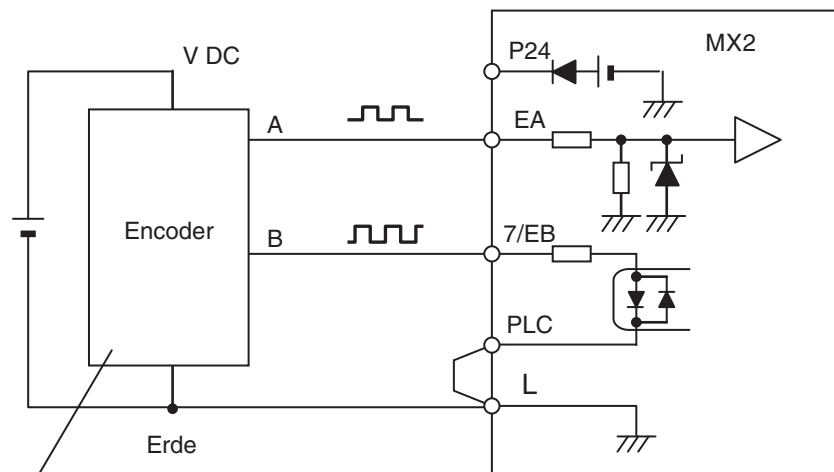 MX2
V DC
P24
A
EA
Encoder
B
7/EB
PLC
L
Erde